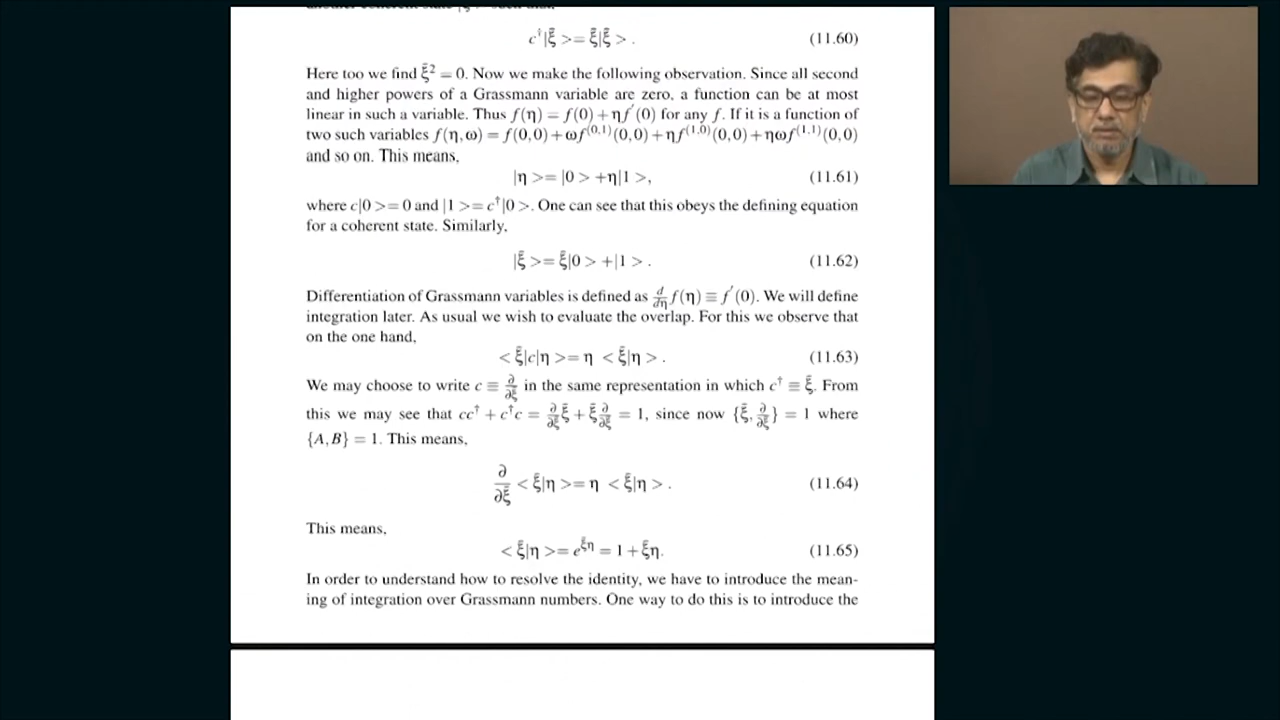 c†|ξ̄ >= ξ̄|ξ̄ > . (11.60)
Here too we find ξ̄² = 0. Now we make the following observation. Since all second
and higher powers of a Grassmann variable are zero, a function can be at most
linear in such a variable. Thus f(η) = f(0) + ηf′(0) for any f. If it is a function of
two such variables f(η,ω) = f(0,0) + ωf⁽⁰·¹⁾(0,0) + ηf⁽¹·⁰⁾(0,0) + ηωf⁽¹·¹⁾(0,0)
and so on. This means,
|η >= |0 > +η|1 >, (11.61)
where c|0 >= 0 and |1 >= c†|0 >. One can see that this obeys the defining equation
for a coherent state. Similarly,
|ξ̄ >= ξ̄|0 > +|1 > . (11.62)
Differentiation of Grassmann variables is defined as d/dη f(η) ≡ f′(0). We will define
integration later. As usual we wish to evaluate the overlap. For this we observe that
on the one hand,
< ξ̄|c|η >= η < ξ̄|η > . (11.63)
We may choose to write c ≡ ∂/∂ξ̄ in the same representation in which c† ≡ ξ̄. From
this we may see that cc† + c†c = ∂/∂ξ̄ ξ̄ + ξ̄ ∂/∂ξ̄ = 1, since now {ξ̄, ∂/∂ξ̄} = 1 where
{A,B} = 1. This means,
∂/∂ξ̄ < ξ̄|η >= η < ξ̄|η > . (11.64)
This means,
< ξ̄|η >= e^ξ̄η = 1 + ξ̄η. (11.65)
In order to understand how to resolve the identity, we have to introduce the mean-
ing of integration over Grassmann numbers. One way to do this is to introduce the